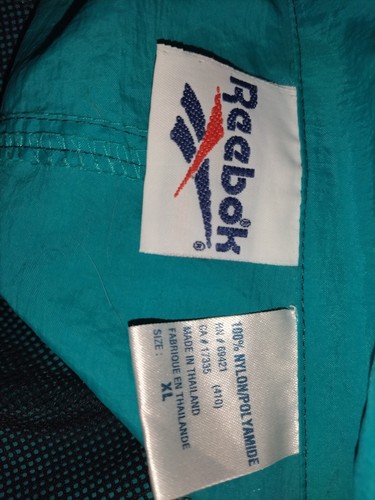 Reebok®
100% NYLON/POLYAMIDE
RN # 69421 (410)
CA # 17335
MADE IN THAILAND
FABRIQUE EN THAILANDE
SIZE: XL